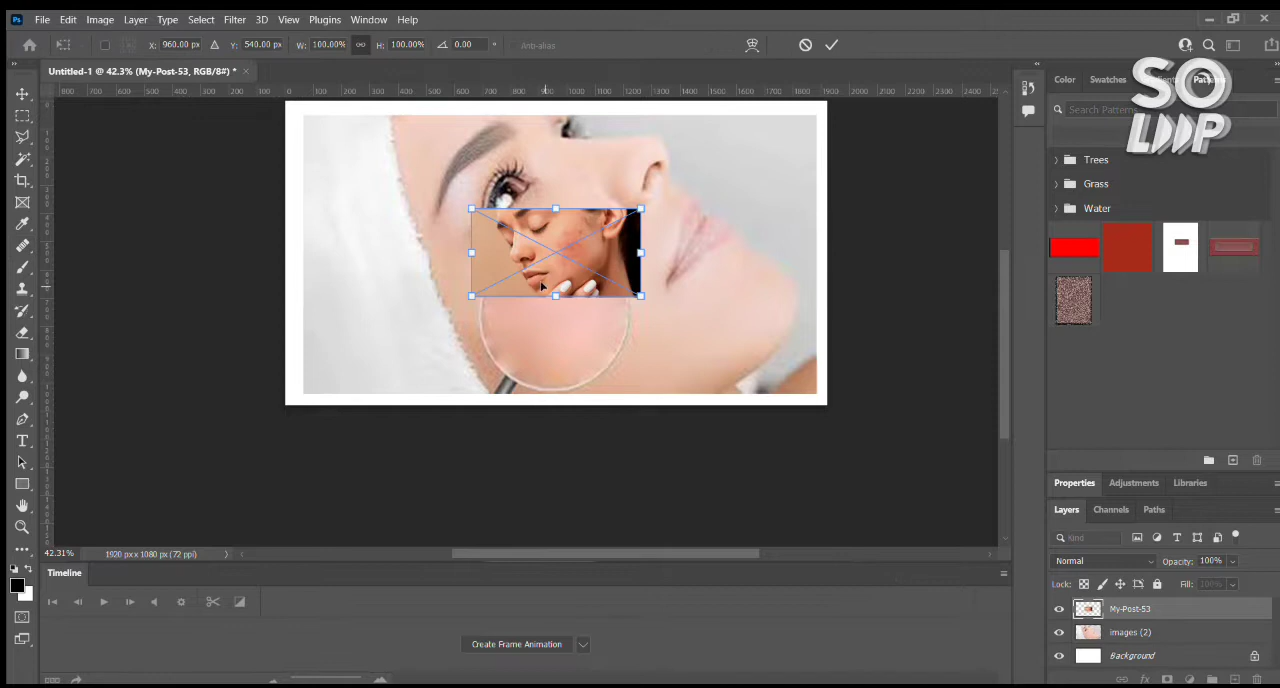 Ps File Edit Image Layer Type Select Filter 3D View Plugins Window Help
X: 960.00 px Y: 540.00 px W: 100.00% H: 100.00% 0.00 ° Anti-alias
Untitled-1 @ 42.3% (My-Post-53, RGB/8#) * ×
Color Swatches Patterns
SO
LOOP
Search Patterns
Trees
Grass
Water
Properties Adjustments Libraries
Layers Channels Paths
Kind
Normal Opacity: 100%
Lock: Fill: 100%
My-Post-53
images (2)
Background
fx
42.31% 1920 px x 1080 px (72 ppi)
Timeline
Create Frame Animation